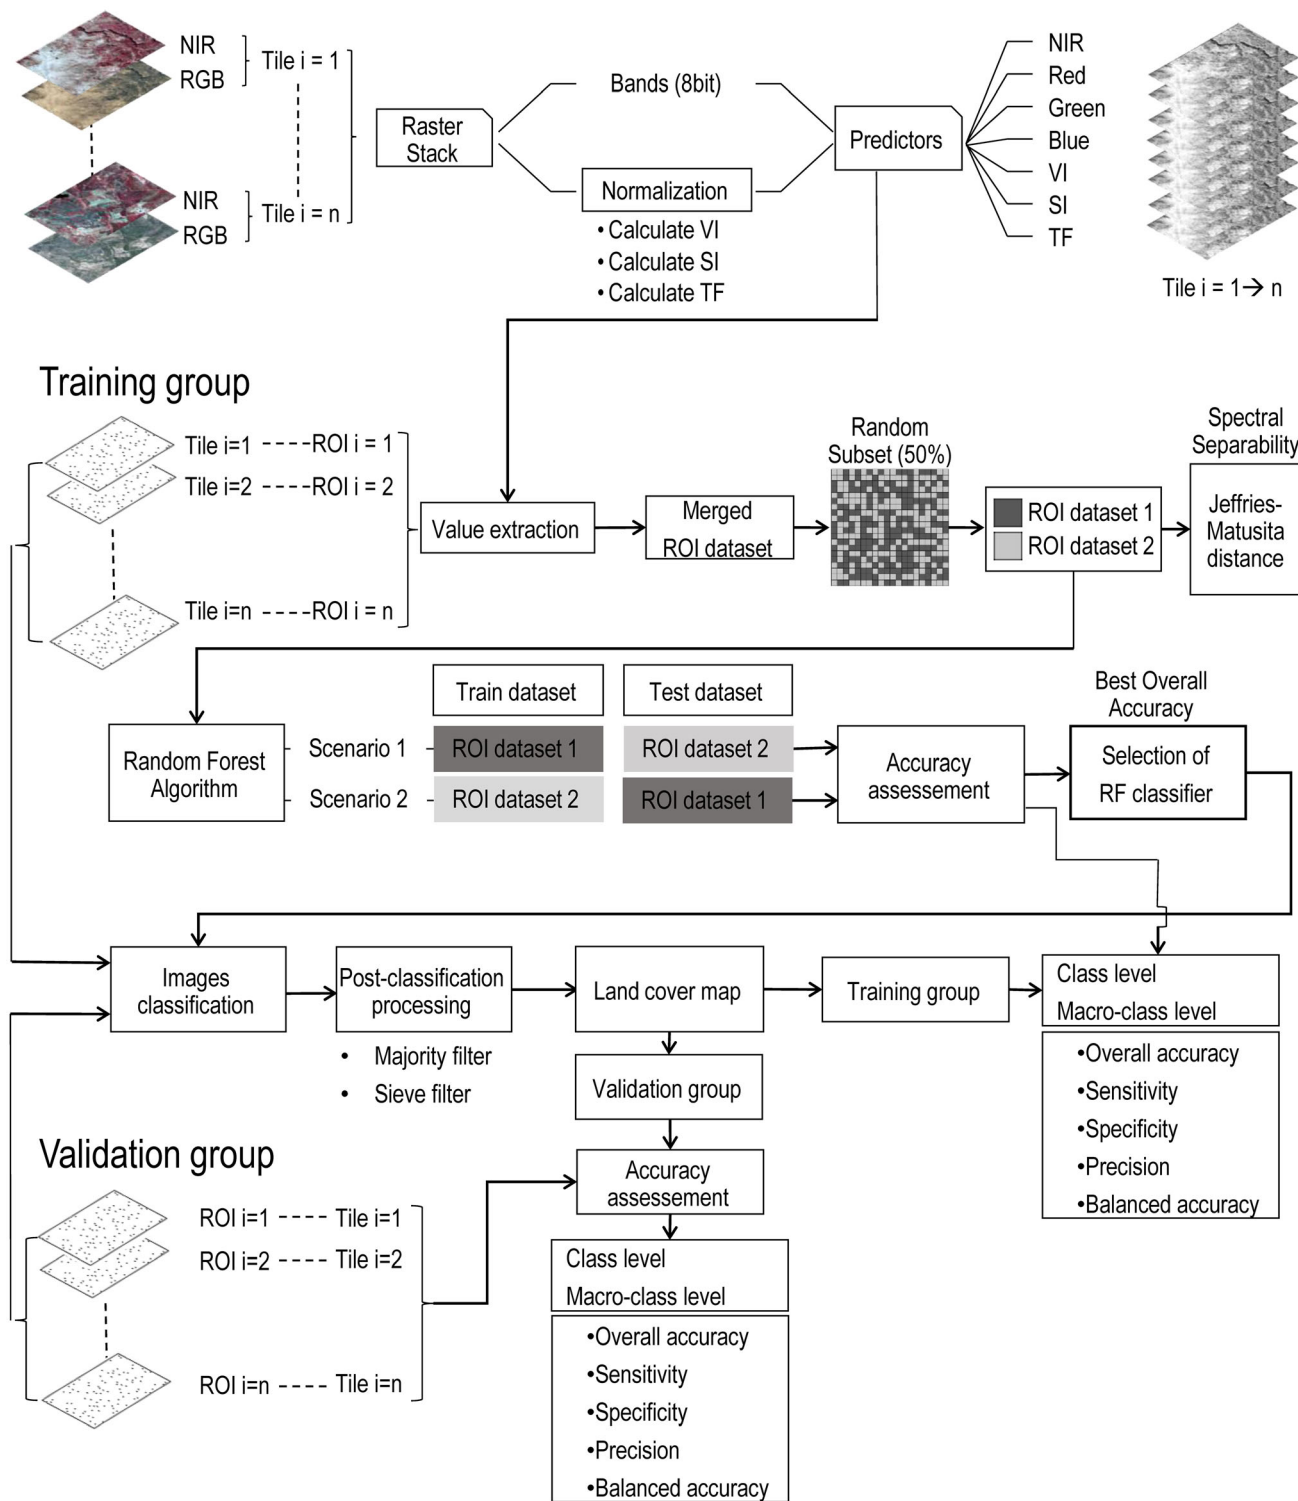 NIR
RGB
Tile i = 1
NIR
RGB
Tile i = n
Raster
Stack
Bands (8bit)
Normalization
• Calculate VI
• Calculate SI
• Calculate TF
Predictors
NIR
Red
Green
Blue
VI
SI
TF
Tile i = 1→ n
Training group
Tile i=1 ----ROI i = 1
Tile i=2 ----ROI i = 2
Tile i=n ----ROI i = n
Value extraction
Merged
ROI dataset
Random
Subset (50%)
ROI dataset 1
ROI dataset 2
Spectral
Separability
Jeffries-
Matusita
distance
Random Forest
Algorithm
Scenario 1
Scenario 2
Train dataset
ROI dataset 1
ROI dataset 2
Test dataset
ROI dataset 2
ROI dataset 1
Accuracy
assessement
Best Overall
Accuracy
Selection of
RF classifier
Images
classification
Post-classification
processing
• Majority filter
• Sieve filter
Land cover map
Training group
Class level
Macro-class level
•Overall accuracy
•Sensitivity
•Specificity
•Precision
•Balanced accuracy
Validation group
Accuracy
assessement
Class level
Macro-class level
•Overall accuracy
•Sensitivity
•Specificity
•Precision
•Balanced accuracy
Validation group
ROI i=1 ---- Tile i=1
ROI i=2 ---- Tile i=2
ROI i=n ---- Tile i=n